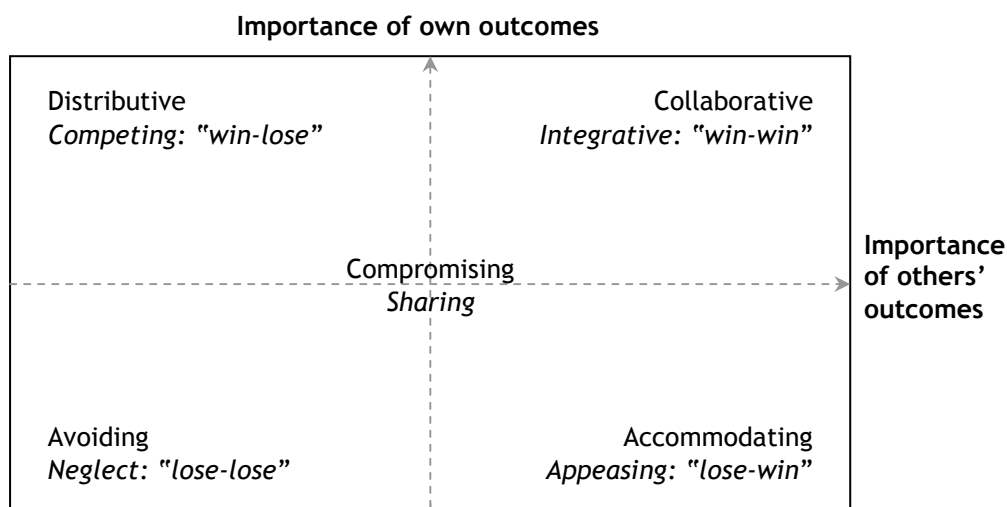 Importance of own outcomes
Distributive
Competing: “win-lose”
Collaborative
Integrative: “win-win”
Compromising
Sharing
Importance
of others’
outcomes
Avoiding
Neglect: “lose-lose”
Accommodating
Appeasing: “lose-win”